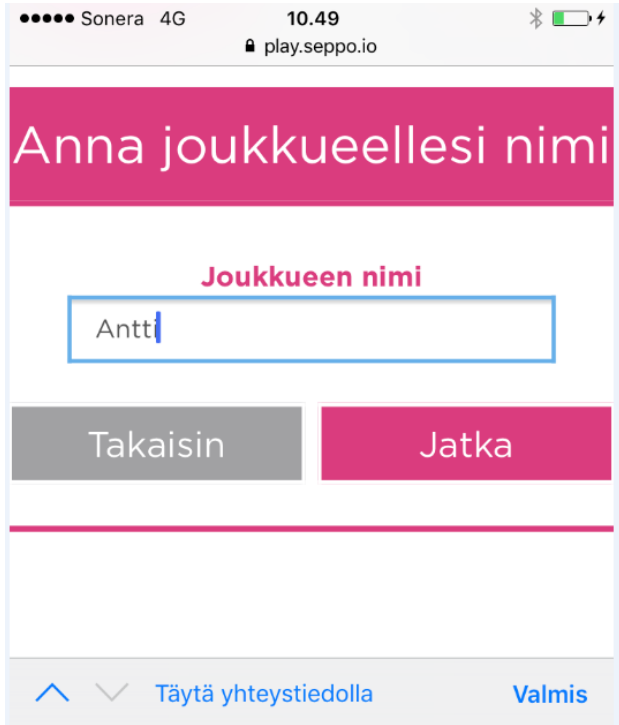 Sonera 4G 10.49
play.seppo.io
Anna joukkueellesi nimi
Joukkueen nimi
Antti
Takaisin Jatka
Täytä yhteystiedolla Valmis